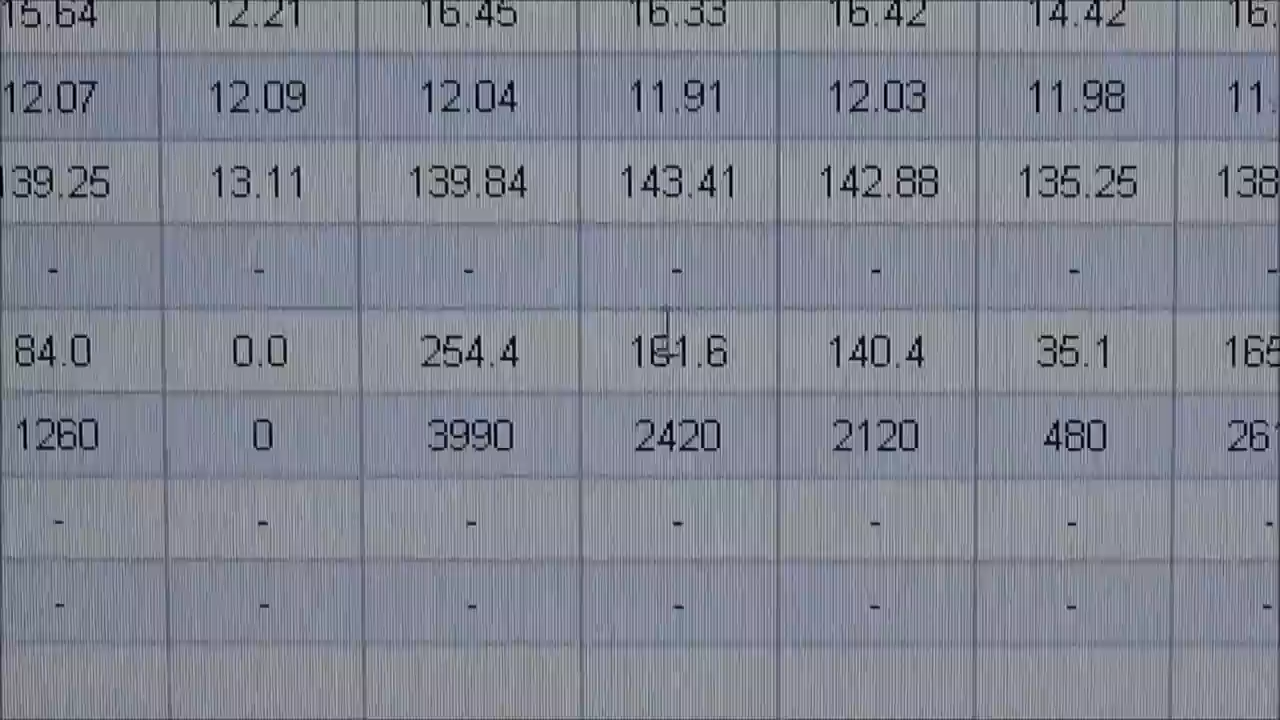 15.64 12.21 16.45 16.33 16.42 14.42 16.
12.07 12.09 12.04 11.91 12.03 11.98 11.
139.25 13.11 139.84 143.41 142.88 135.25 138
- - - - - - -
84.0 0.0 254.4 161.6 140.4 35.1 165
1260 0 3990 2420 2120 480 261
- - - - - - -
- - - - - - -